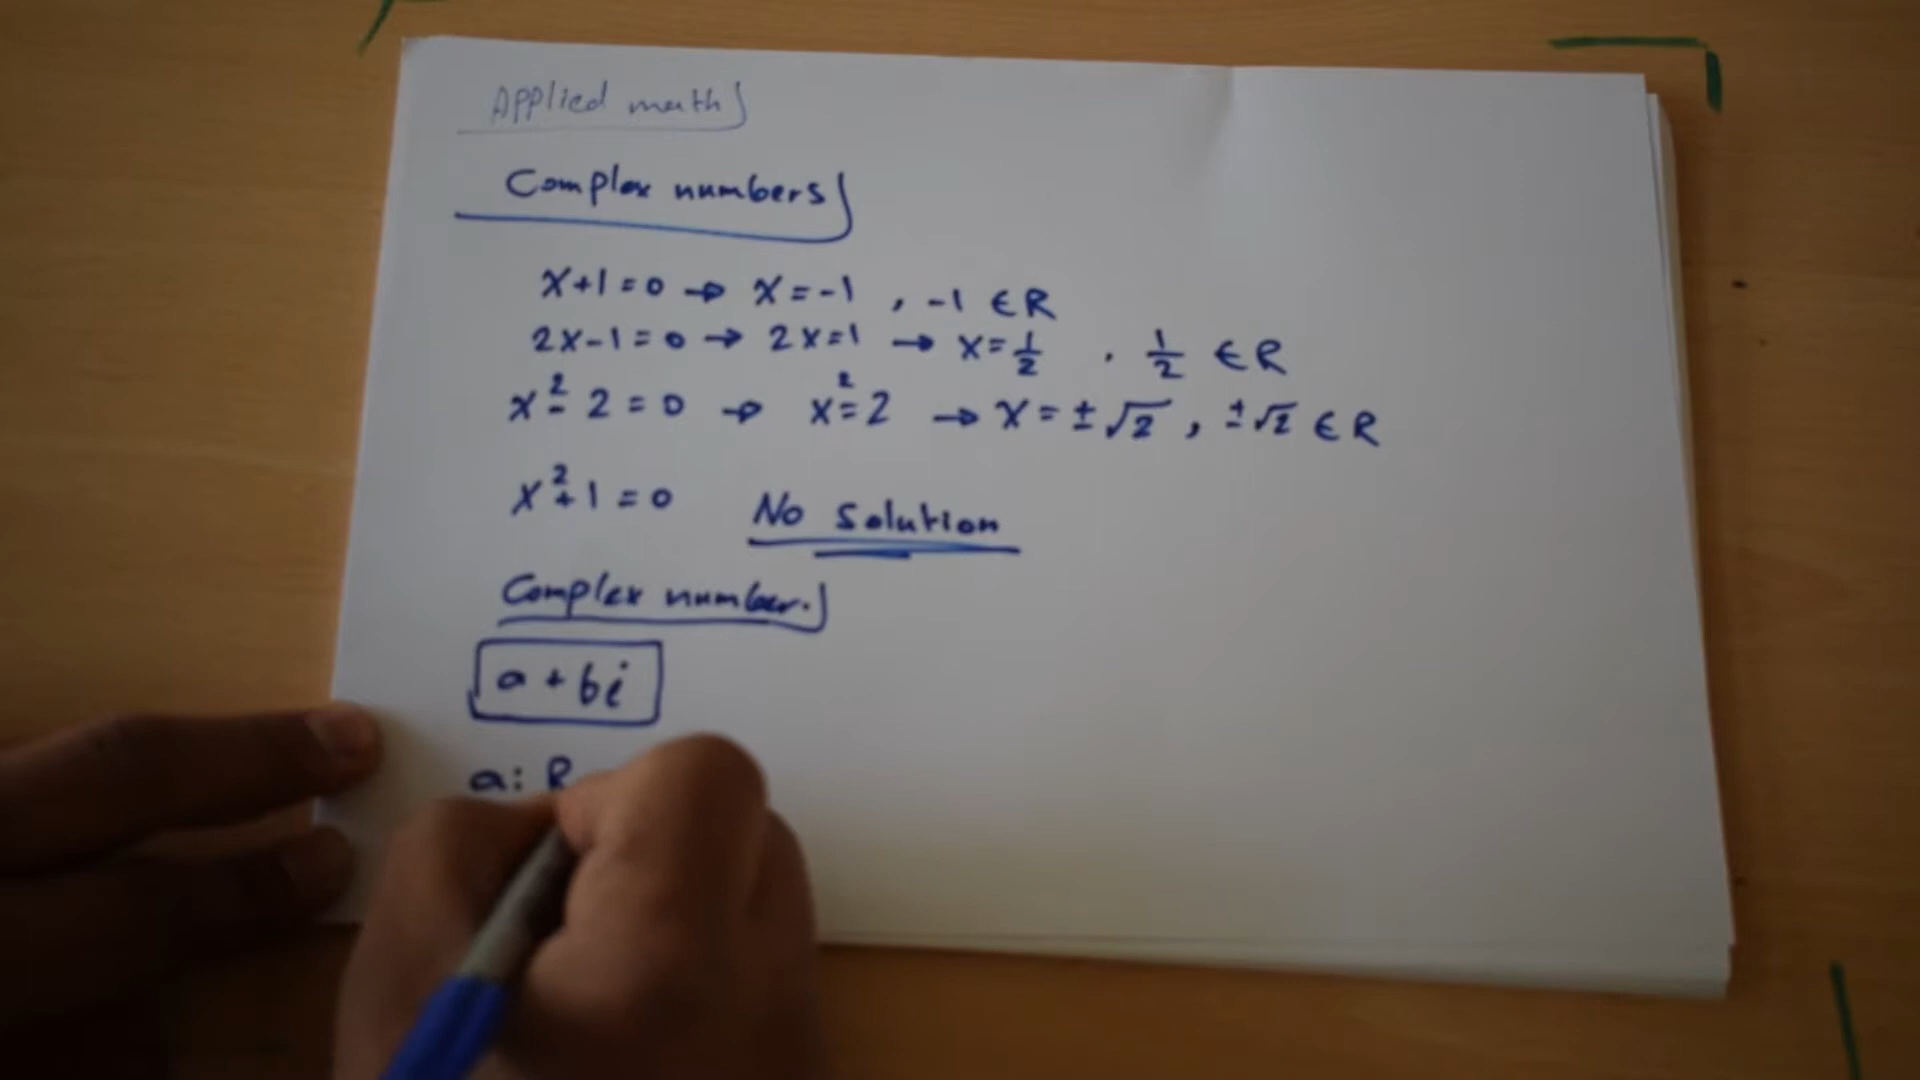 Applied math
Complex numbers
x+1=0 → x=-1 , -1 ∈ R
2x-1=0 → 2x=1 → x=1/2 , 1/2 ∈ R
x²-2=0 → x²=2 → x=±√2 , ±√2 ∈ R
x²+1=0 No solution
Complex number.
a+bi
a: R